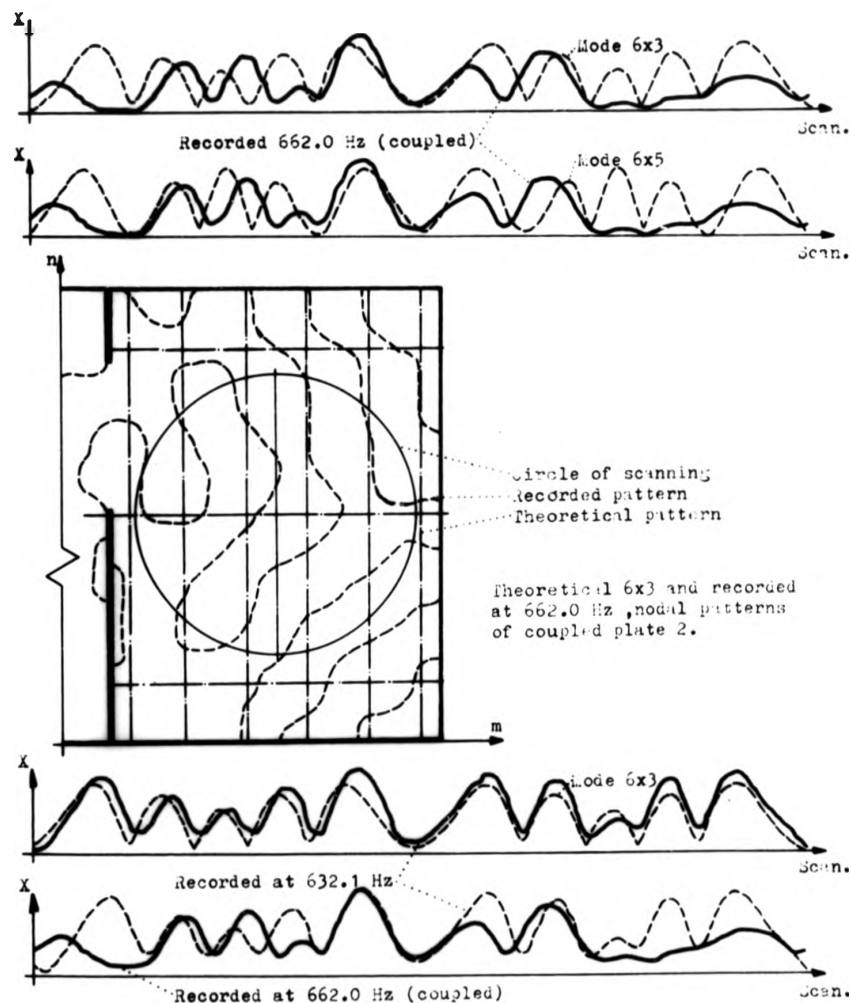 X
Mode 6x3
Scan.
Recorded 662.0 Hz (coupled)
X
Mode 6x5
Scan.
n
Circle of scanning
Recorded pattern
Theoretical pattern
Theoretical 6x3 and recorded
at 662.0 Hz ,nodal patterns
of coupled plate 2.
m
X
Mode 6x3
Scan.
Recorded at 632.1 Hz
X
Recorded at 662.0 Hz (coupled)
Scan.